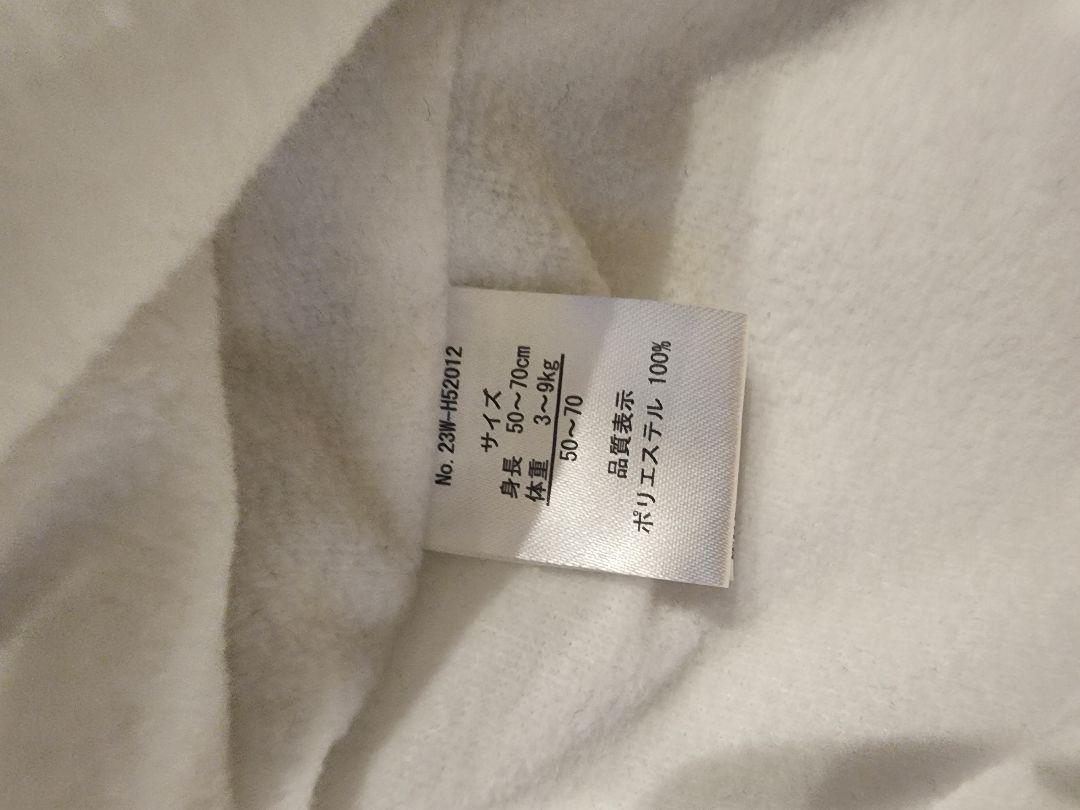 No. 23W-H52012
サイズ
身長 50～70cm
体重 3～9kg
50～70
品質表示
ポリエステル 100%